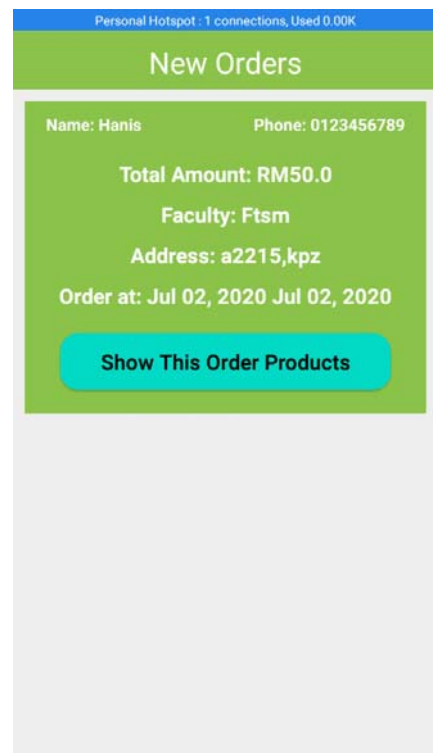 Personal Hotspot : 1 connections, Used 0.00K
New Orders
Name: Hanis Phone: 0123456789
Total Amount: RM50.0
Faculty: Ftsm
Address: a2215,kpz
Order at: Jul 02, 2020 Jul 02, 2020
Show This Order Products